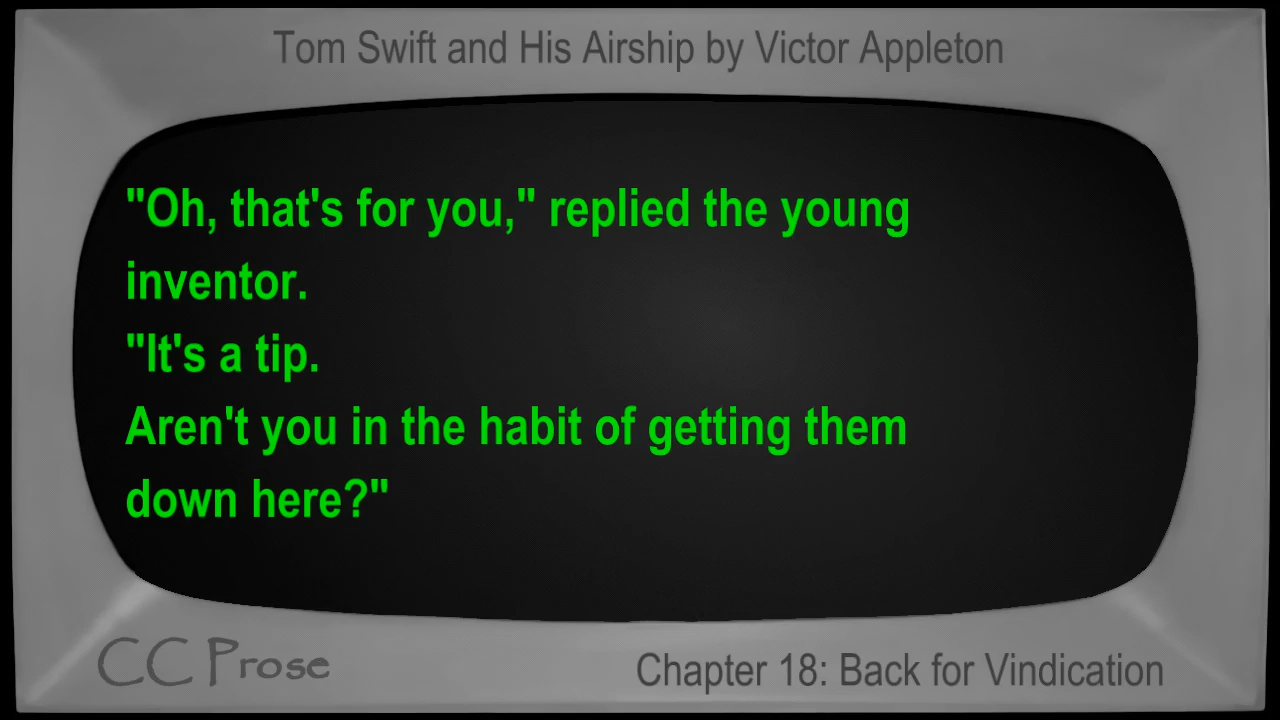 Tom Swift and His Airship by Victor Appleton
"Oh, that's for you," replied the young
inventor.
"It's a tip.
Aren't you in the habit of getting them
down here?"
CC Prose
Chapter 18: Back for Vindication